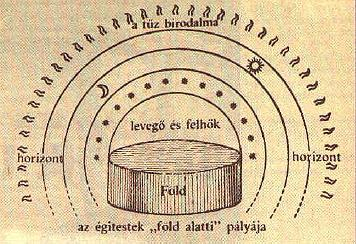 a tűz birodalma
levegő és felhők
horizont
horizont
Föld
az égitestek „föld alatti” pályája